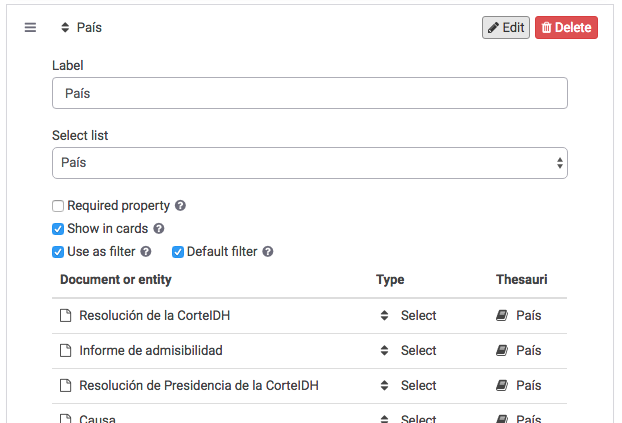 País Edit Delete
Label
País
Select list
País
Required property ?
Show in cards ?
Use as filter ? Default filter ?
Document or entity Type Thesauri
Resolución de la CorteIDH Select País
Informe de admisibilidad Select País
Resolución de Presidencia de la CorteIDH Select País
Causa Select País